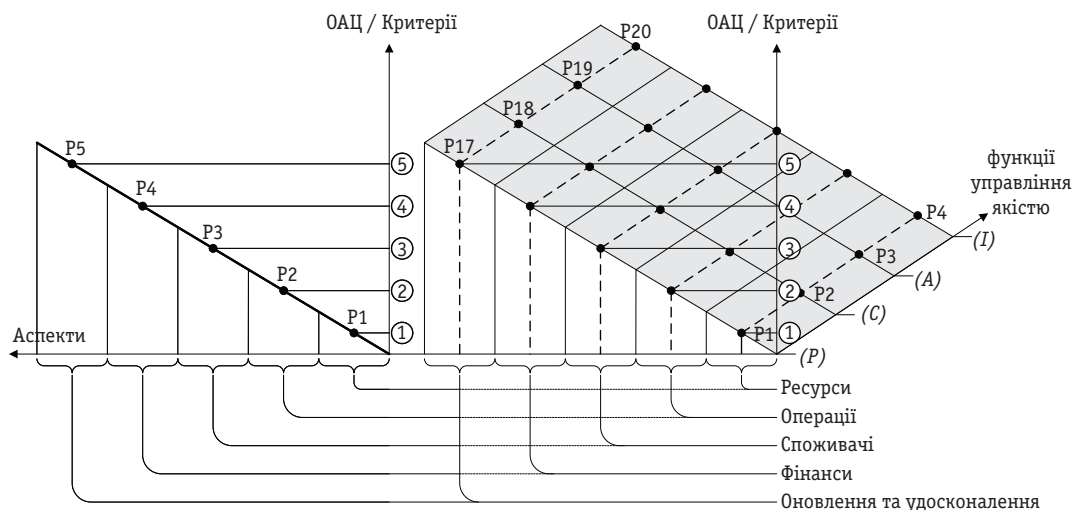 ОАЦ / Критерії
ОАЦ / Критерії
P20
P19
P18
P5
P17
⑤
⑤
функції
управління
якістю
P4
④
④
P4
P3
③
③
(I)
P3
(A)
P2
②
②
P2
(C)
P1
①
P1
①
Аспекти
(P)
Ресурси
Операції
Споживачі
Фінанси
Оновлення та удосконалення